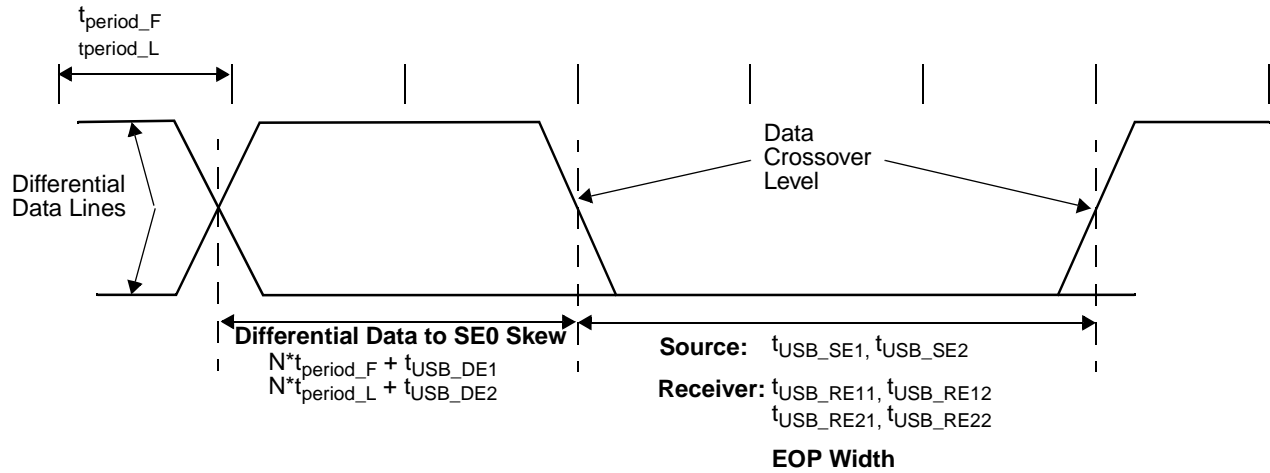 tperiod_F
tperiod_L
Differential
Data Lines
Data
Crossover
Level
Differential Data to SE0 Skew
N*tperiod_F + tUSB_DE1
N*tperiod_L + tUSB_DE2
Source: tUSB_SE1, tUSB_SE2
Receiver: tUSB_RE11, tUSB_RE12
tUSB_RE21, tUSB_RE22
EOP Width